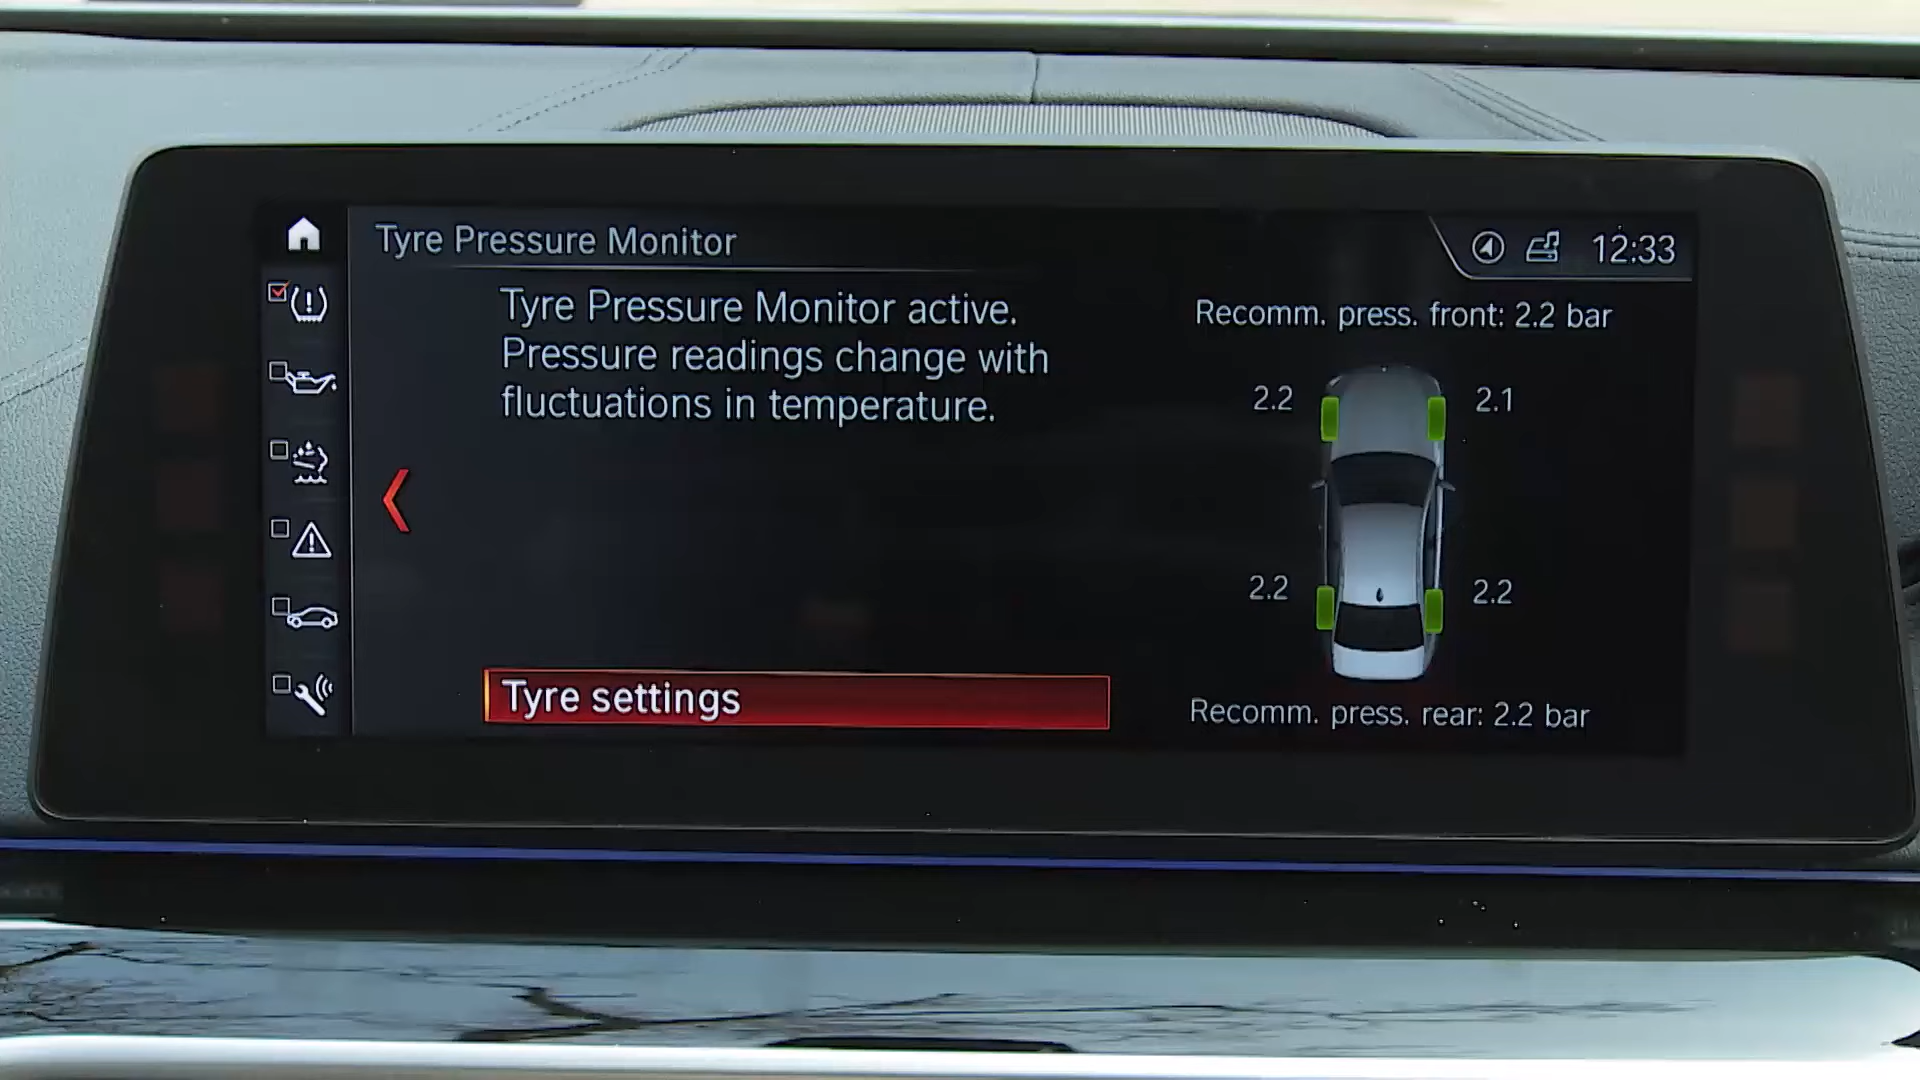 Tyre Pressure Monitor
12:33
Tyre Pressure Monitor active.
Pressure readings change with
fluctuations in temperature.
Recomm. press. front: 2.2 bar
2.2
2.1
2.2
2.2
Tyre settings
Recomm. press. rear: 2.2 bar